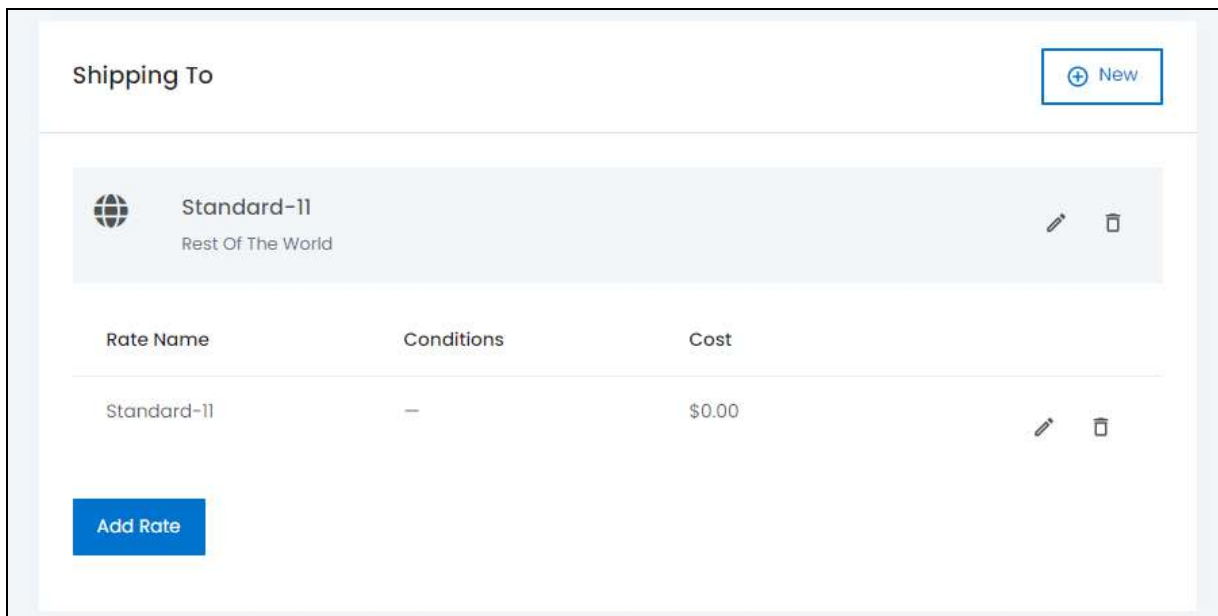 Shipping To
New
Standard-11
Rest Of The World
Rate Name Conditions Cost
Standard-11 — $0.00
Add Rate